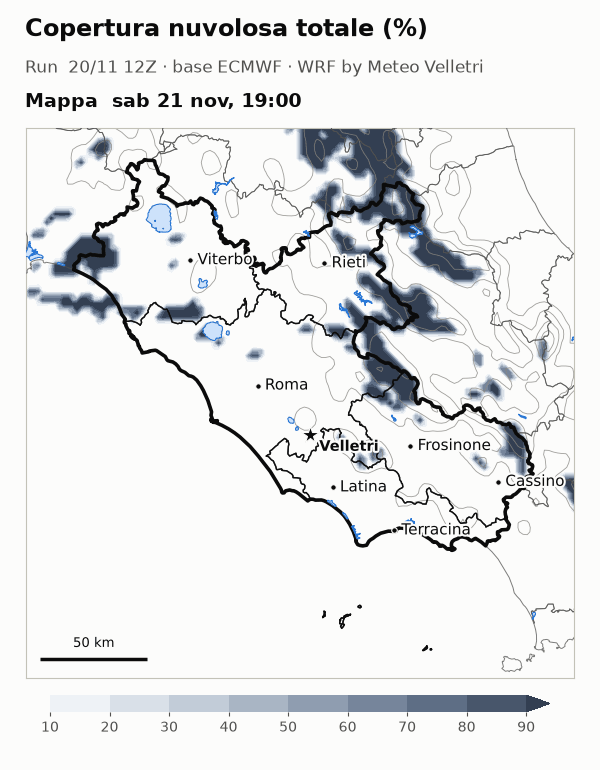 Copertura nuvolosa totale (%)
Run  20/11 12Z · base ECMWF · WRF by Meteo Velletri
Mappa  sab 21 nov, 19:00
Viterbo
Rieti
Roma
Velletri
Frosinone
Latina
Cassino
Terracina
50 km
10 20 30 40 50 60 70 80 90